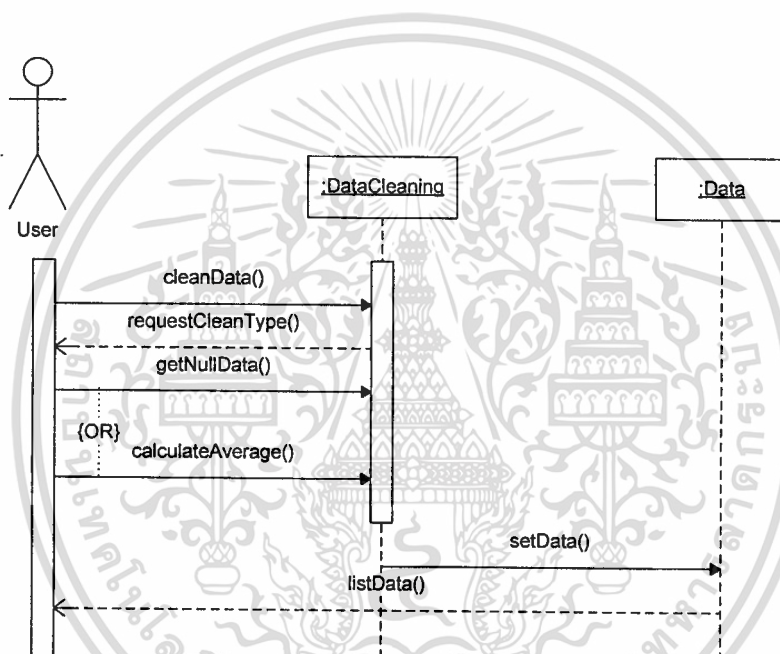 :DataCleaning
:Data
User
cleanData()
requestCleanType()
getNullData()
{OR}
calculateAverage()
setData()
listData()